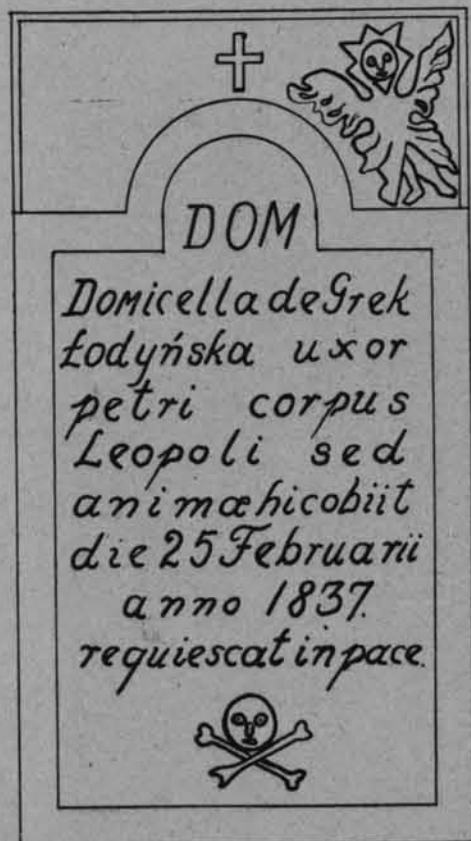 DOM
Domicella de Grek
Łodyńska uxor
petri corpus
Leopoli sed
animæ hic obiit
die 25 Februarii
anno 1837.
requiescat in pace.